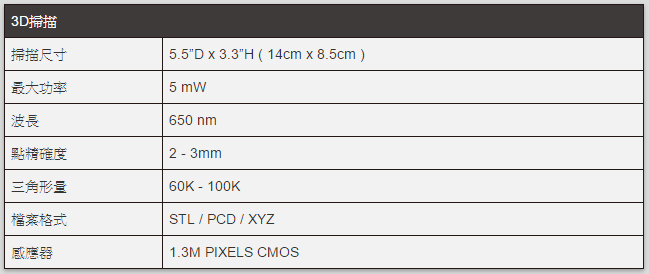 3D掃描
掃描尺寸 5.5”D x 3.3”H ( 14cm x 8.5cm )
最大功率 5 mW
波長 650 nm
點精確度 2 - 3mm
三角形量 60K - 100K
檔案格式 STL / PCD / XYZ
感應器 1.3M PIXELS CMOS